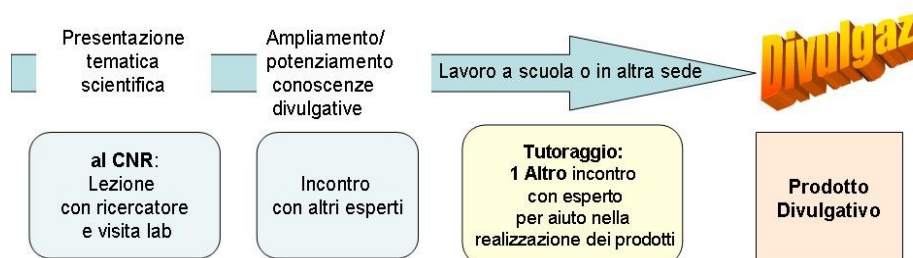 Presentazione
tematica
scientifica
Ampliamento/
potenziamento
conoscenze
divulgative
Lavoro a scuola o in altra sede
Divulgaz
al CNR:
Lezione
con ricercatore
e visita lab
Incontro
con altri esperti
Tutoraggio:
1 Altro incontro
con esperto
per aiuto nella
realizzazione dei prodotti
Prodotto
Divulgativo